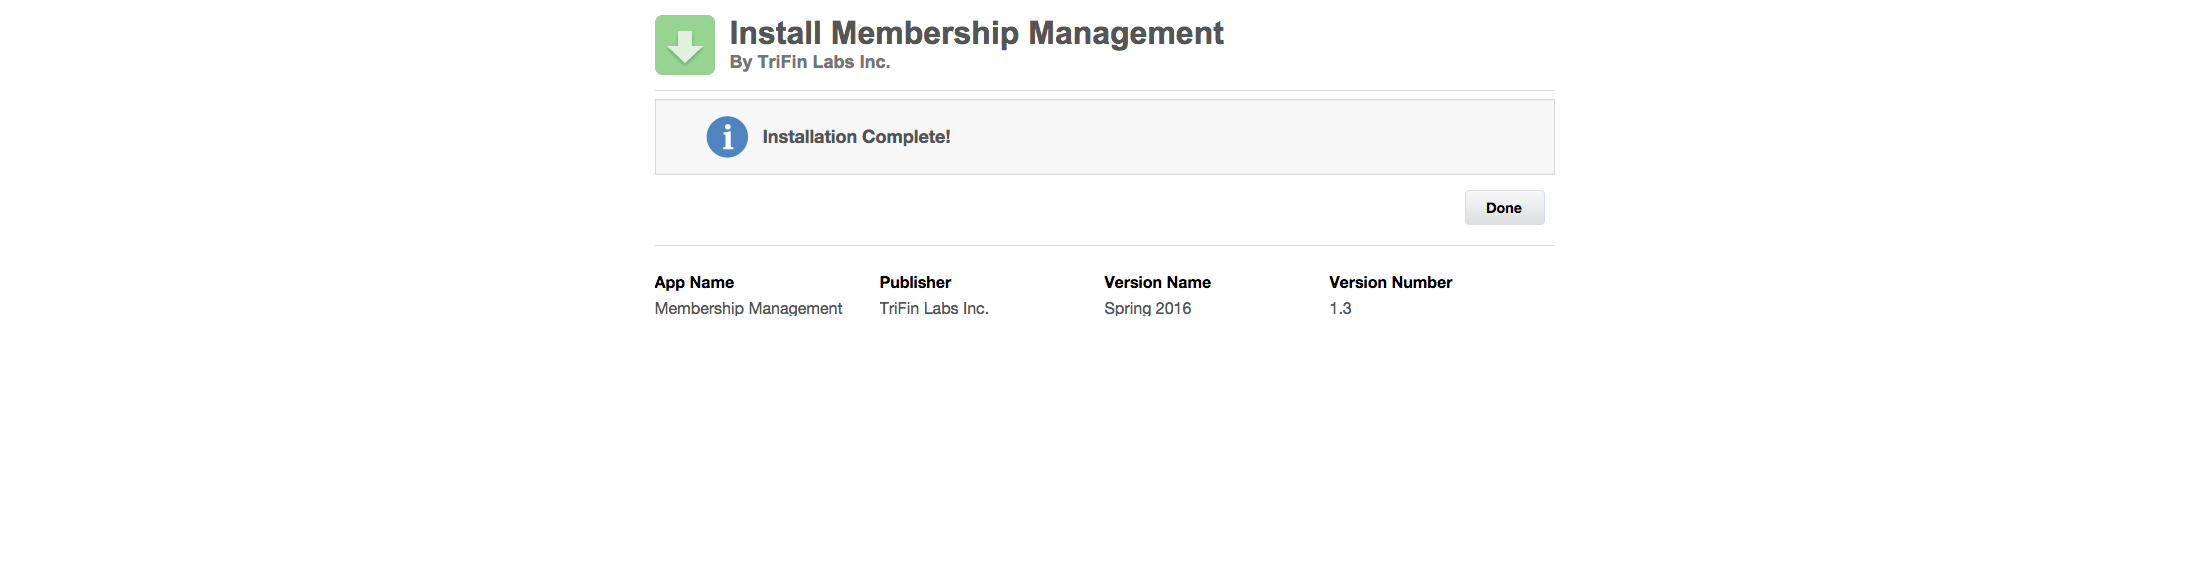 Install Membership Management
By TriFin Labs Inc.
Installation Complete!
Done
App Name Publisher Version Name Version Number
Membership Management TriFin Labs Inc. Spring 2016 1.3